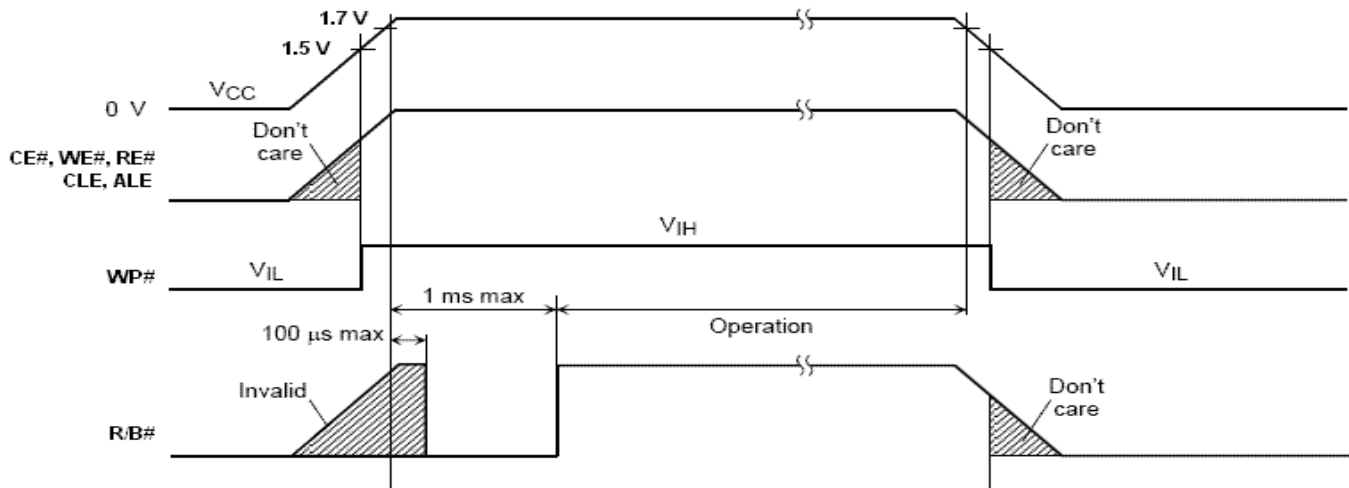 1.7 V
1.5 V
VCC
0 V
Don't
care
Don't
care
CE#, WE#, RE#
CLE, ALE
VIH
WP#
VIL
VIL
1 ms max
Operation
100 μs max
Invalid
Don't
care
R/B#